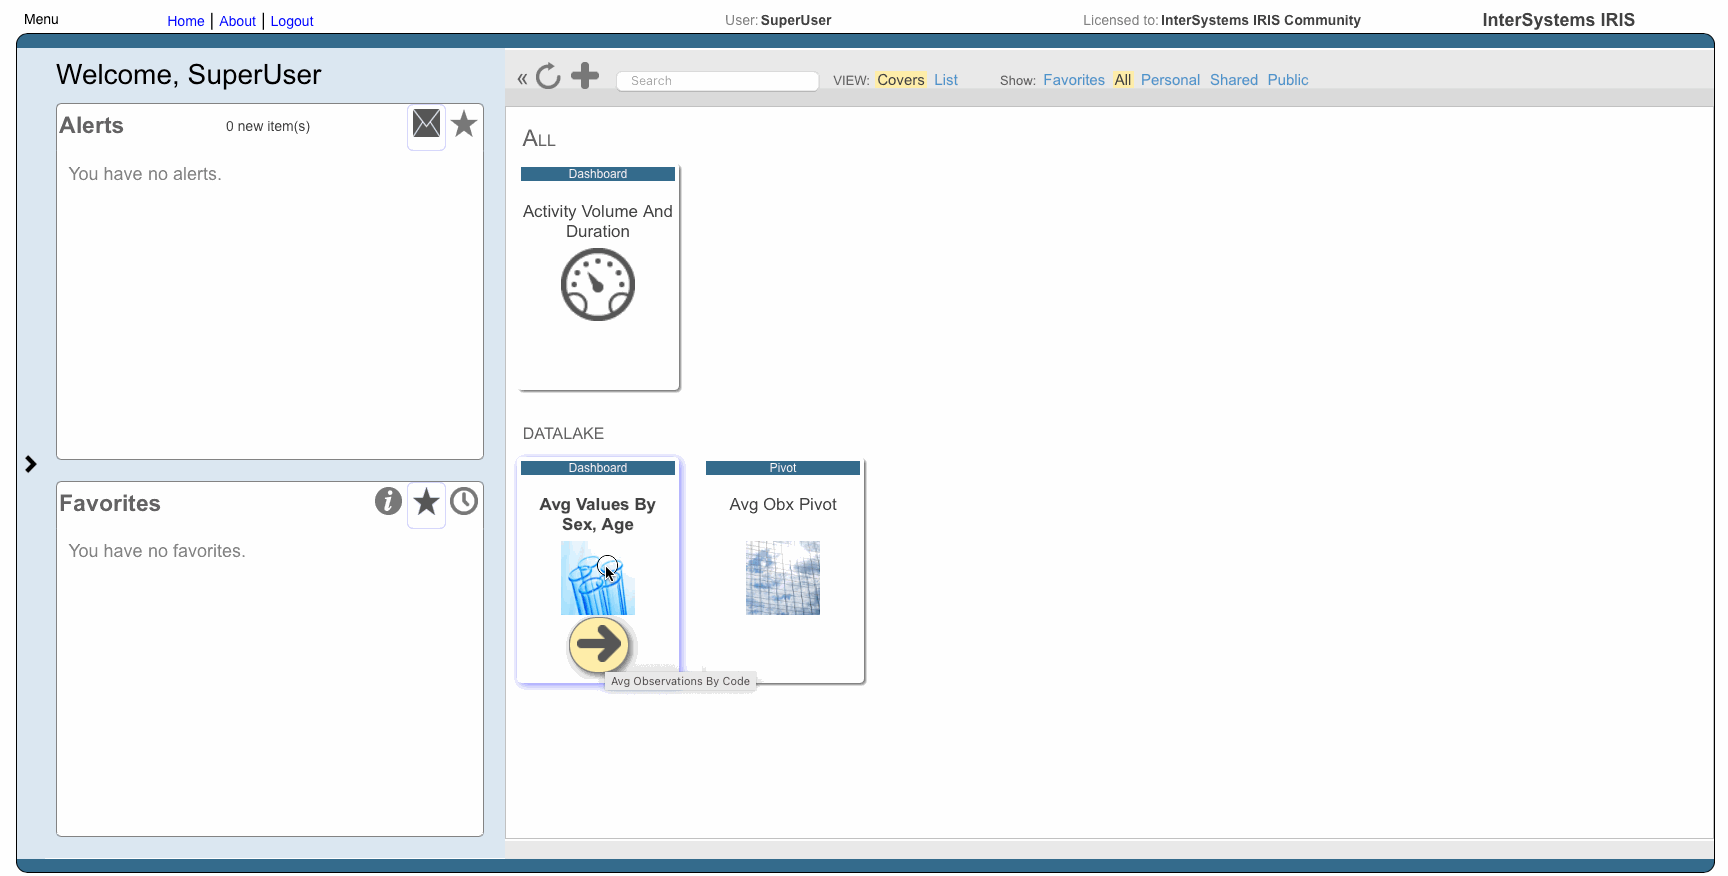 Menu
Home | About | Logout
User: SuperUser
Licensed to: InterSystems IRIS Community
InterSystems IRIS
Welcome, SuperUser
Alerts
0 new item(s)
You have no alerts.
Favorites
You have no favorites.
«
Search
VIEW: Covers List
Show: Favorites All Personal Shared Public
ALL
Dashboard
Activity Volume And
Duration
DATALAKE
Dashboard
Avg Values By
Sex, Age
Pivot
Avg Obx Pivot
Avg Observations By Code